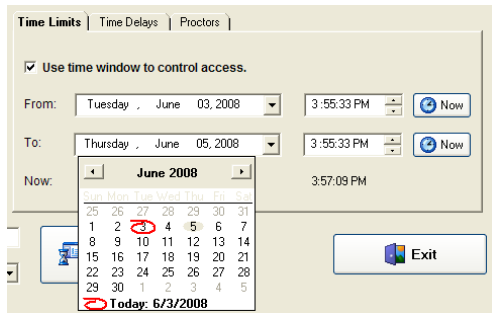 Time Limits Time Delays Proctors
Use time window to control access.
From: Tuesday , June 03, 2008 3:55:33 PM Now
To: Thursday , June 05, 2008 3:55:33 PM Now
Now: 3:57:09 PM
June 2008
Sun Mon Tue Wed Thu Fri Sat
25 26 27 28 29 30 31
1 2 3 4 5 6 7
8 9 10 11 12 13 14
15 16 17 18 19 20 21
22 23 24 25 26 27 28
29 30 1 2 3 4 5
Today: 6/3/2008
Exit